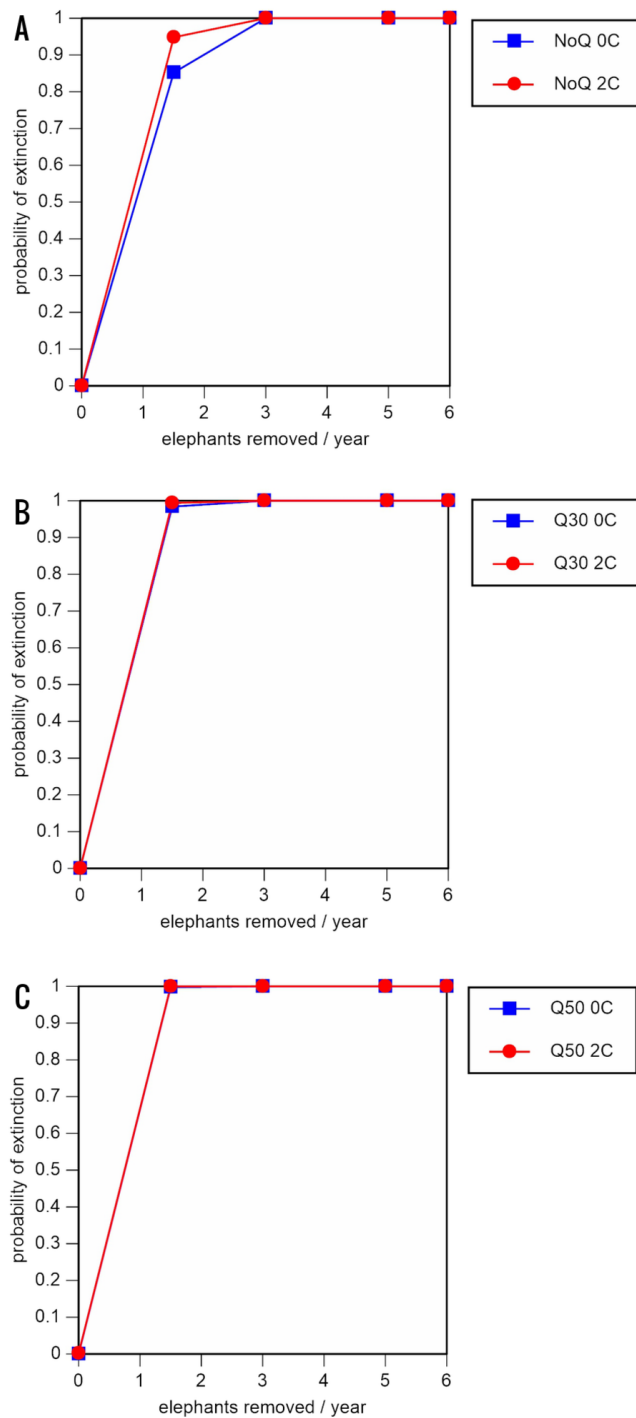 A
1
0.9
0.8
0.7
0.6
0.5
0.4
0.3
0.2
0.1
0
probability of extinction
0 1 2 3 4 5 6
elephants removed / year
NoQ 0C
NoQ 2C
B
1
0.9
0.8
0.7
0.6
0.5
0.4
0.3
0.2
0.1
0
probability of extinction
0 1 2 3 4 5 6
elephants removed / year
Q30 0C
Q30 2C
C
1
0.9
0.8
0.7
0.6
0.5
0.4
0.3
0.2
0.1
0
probability of extinction
0 1 2 3 4 5 6
elephants removed / year
Q50 0C
Q50 2C